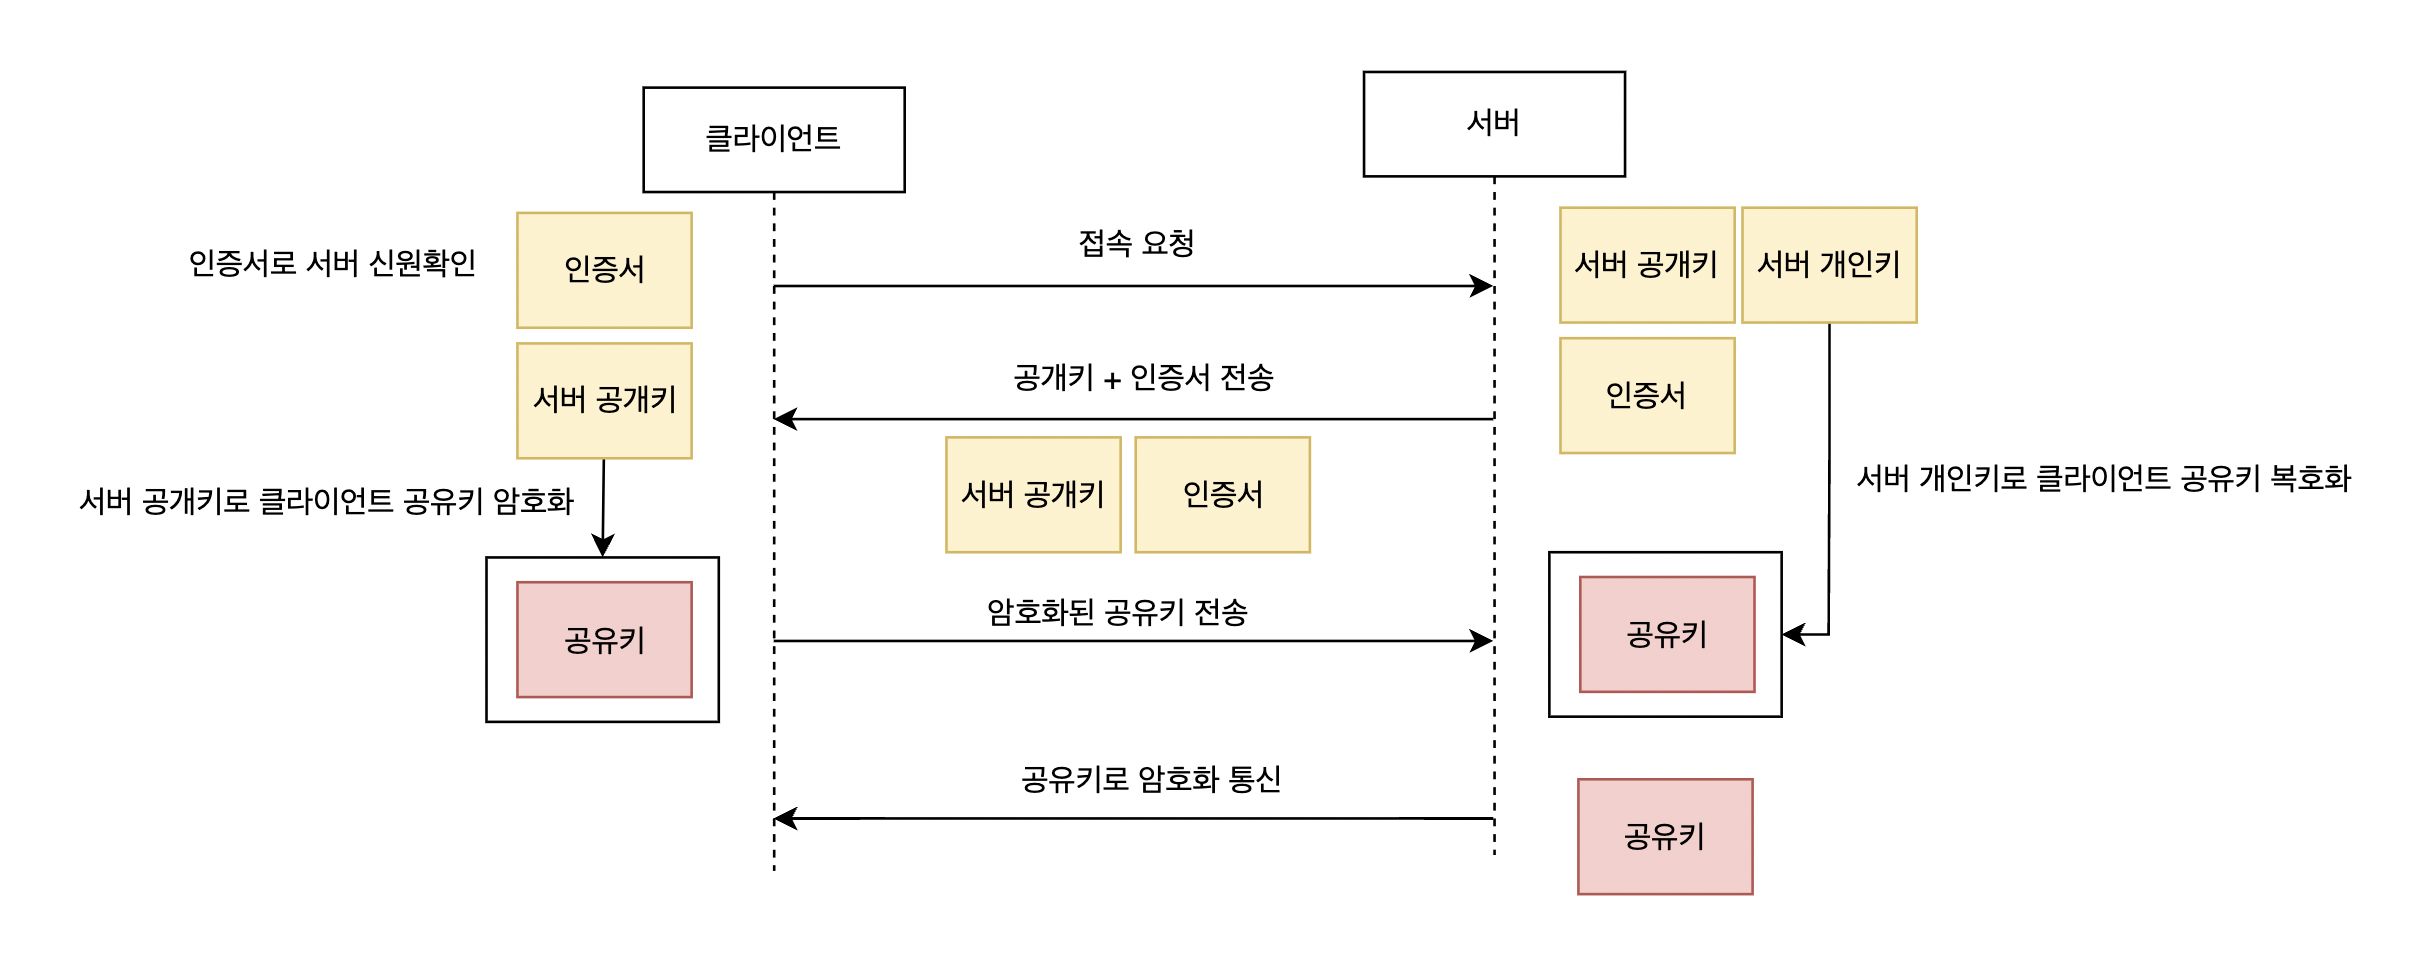 클라이언트
서버
인증서로 서버 신원확인
인증서
접속 요청
서버 공개키
서버 개인키
서버 공개키
공개키 + 인증서 전송
인증서
서버 공개키로 클라이언트 공유키 암호화
서버 공개키
인증서
서버 개인키로 클라이언트 공유키 복호화
공유키
암호화된 공유키 전송
공유키
공유키로 암호화 통신
공유키